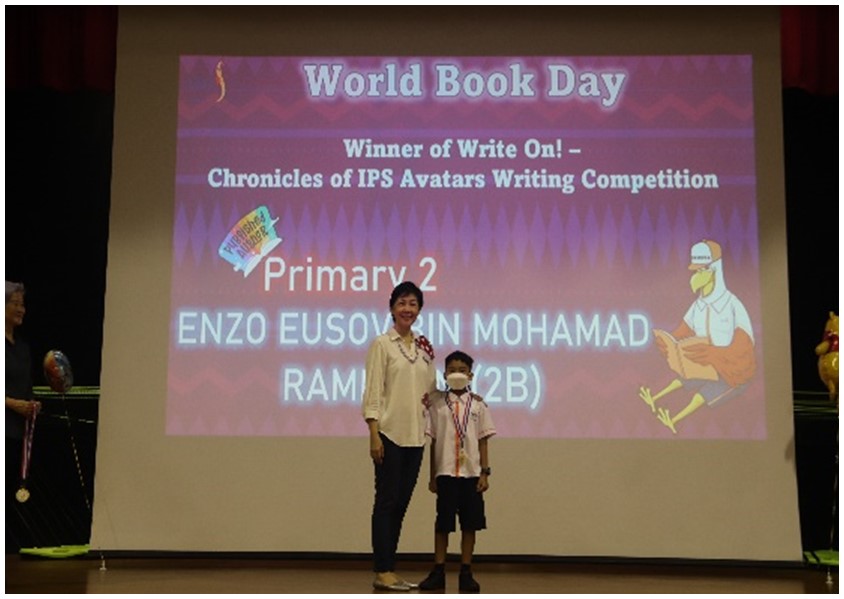 World Book Day
Winner of Write On! –
Chronicles of IPS Avatars Writing Competition
PUBLISHED
Primary 2
ENZO BIN MOHAMAD
(2B)